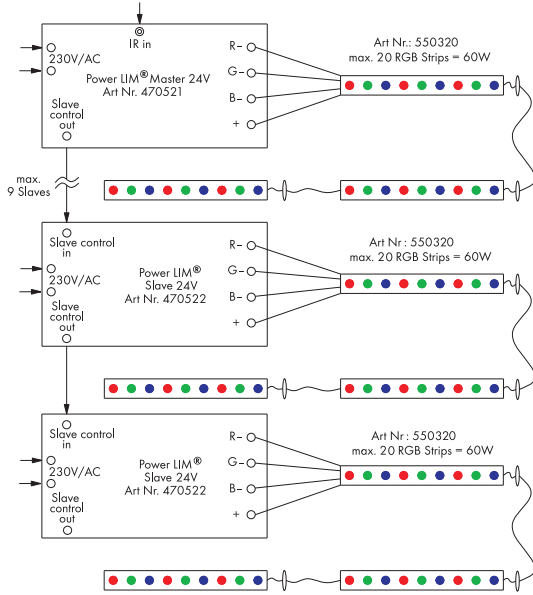 IR in
230V/AC
Power LIM® Master 24V
Art Nr. 470521
Slave
control
out
R–
G–
B–
+
Art Nr.: 550320
max. 20 RGB Strips = 60W
max.
9 Slaves
Slave control
in
230V/AC
Power LIM®
Slave 24V
Art Nr. 470522
Slave
control
out
R–
G–
B–
+
Art Nr : 550320
max. 20 RGB Strips = 60W
Slave control
in
230V/AC
Power LIM®
Slave 24V
Art Nr. 470522
Slave
control
out
R–
G–
B–
+
Art Nr : 550320
max. 20 RGB Strips = 60W